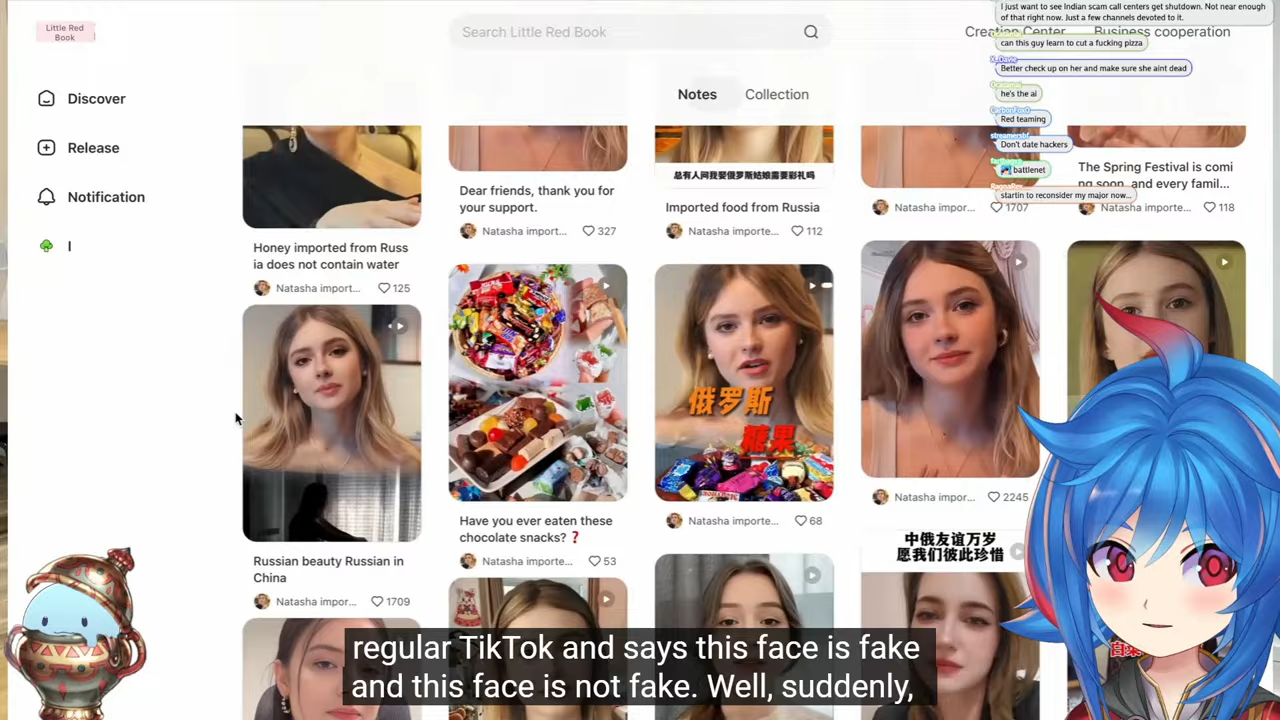 Little Red
Book
Search Little Red Book
Creation Center
Business cooperation
I just want to see Indian scam call centers get shutdown. Not near enough
of that right now. Just a few channels devoted to it.
can this guy learn to cut a fucking pizza
X_Davie
Better check up on her and make sure she aint dead
he's the ai
Red teaming
Don't date hackers
battlenet
startin to reconsider my major now...
Discover
Release
Notification
I
Notes
Collection
Honey imported from Russ
ia does not contain water
Natasha import...
125
Dear friends, thank you for
your support.
Natasha import...
327
总有人问我娶俄罗斯姑娘需要彩礼吗
Imported food from Russia
Natasha importe...
112
Natasha impor...
1707
The Spring Festival is comi
ng soon, and every famil...
Natasha impor...
118
Russian beauty Russian in
China
Natasha impor...
1709
Have you ever eaten these
chocolate snacks? ❓
Natasha importe...
53
俄罗斯
糖果
Natasha importe...
68
Natasha impor...
2245
中俄友谊万岁
愿我们彼此珍惜
regular TikTok and says this face is fake
and this face is not fake. Well, suddenly,